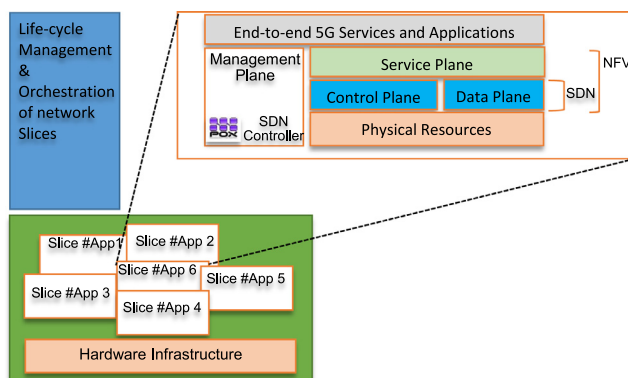 Life-cycle
Management
&
Orchestration
of network
Slices
End-to-end 5G Services and Applications
Management
Plane
Service Plane
Control Plane
Data Plane
SDN
NFV
POX
SDN
Controller
Physical Resources
Slice #App1
Slice #App 2
Slice #App 6
Slice #App 3
Slice #App 5
Slice #App 4
Hardware Infrastructure